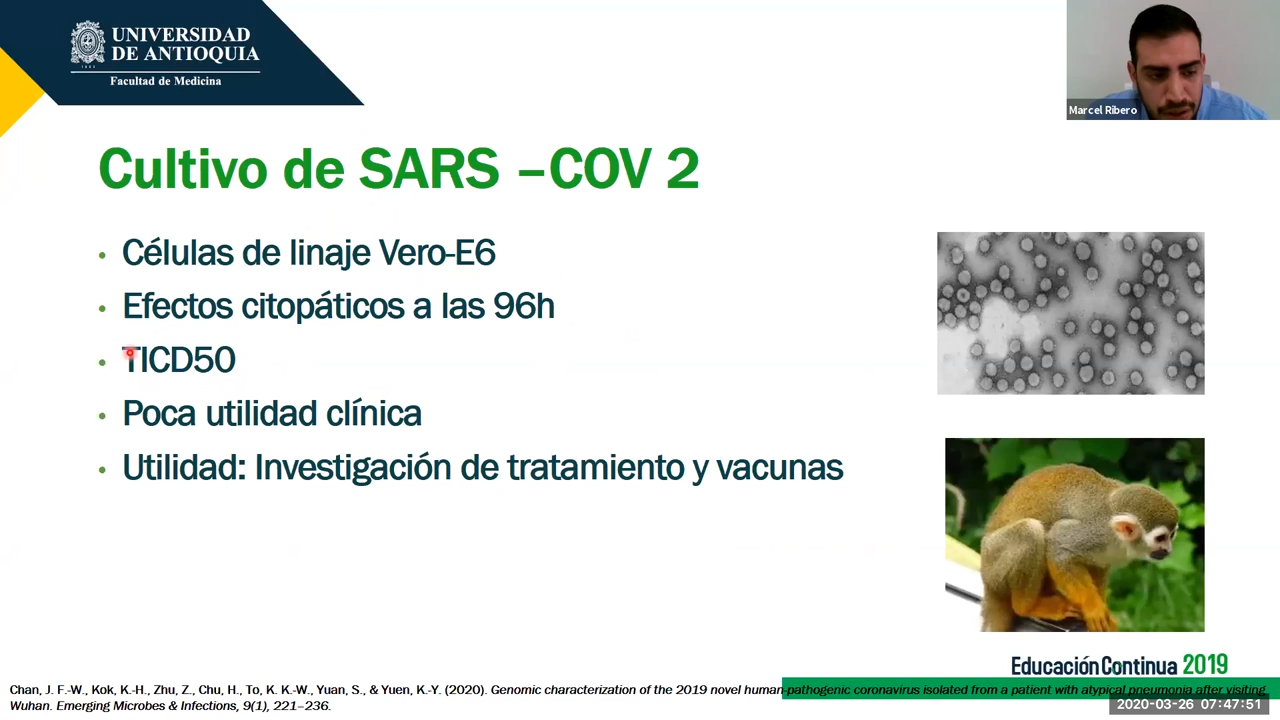 UNIVERSIDAD
DE ANTIOQUIA
1803
Facultad de Medicina
Marcel Ribero
Cultivo de SARS –COV 2
• Células de linaje Vero-E6
• Efectos citopáticos a las 96h
• TICD50
• Poca utilidad clínica
• Utilidad: Investigación de tratamiento y vacunas
Educación Continua 2019
Chan, J. F.-W., Kok, K.-H., Zhu, Z., Chu, H., To, K. K.-W., Yuan, S., & Yuen, K.-Y. (2020). Genomic characterization of the 2019 novel human-pathogenic coronavirus isolated from a patient with atypical pneumonia after visiting
Wuhan. Emerging Microbes & Infections, 9(1), 221–236.
2020-03-26 07:47:51